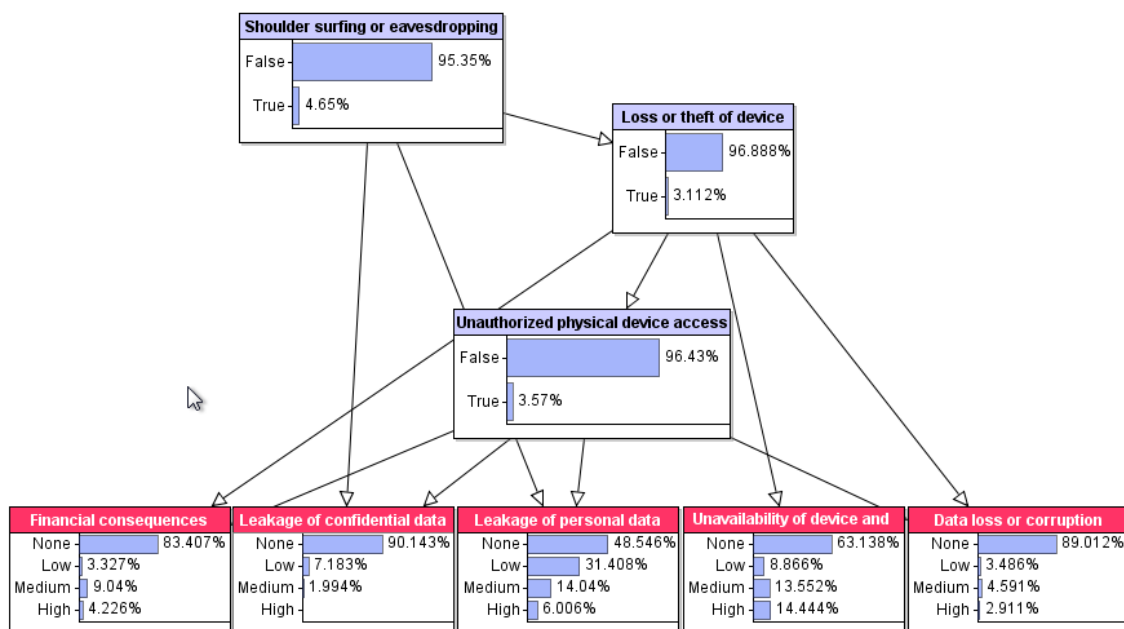 Shoulder surfing or eavesdropping
False 95.35%
True 4.65%
Loss or theft of device
False 96.888%
True 3.112%
Unauthorized physical device access
False 96.43%
True 3.57%
Financial consequences
None 83.407%
Low 3.327%
Medium 9.04%
High 4.226%
Leakage of confidential data
None 90.143%
Low 7.183%
Medium 1.994%
High
Leakage of personal data
None 48.546%
Low 31.408%
Medium 14.04%
High 6.006%
Unavailability of device and
None 63.138%
Low 8.866%
Medium 13.552%
High 14.444%
Data loss or corruption
None 89.012%
Low 3.486%
Medium 4.591%
High 2.911%